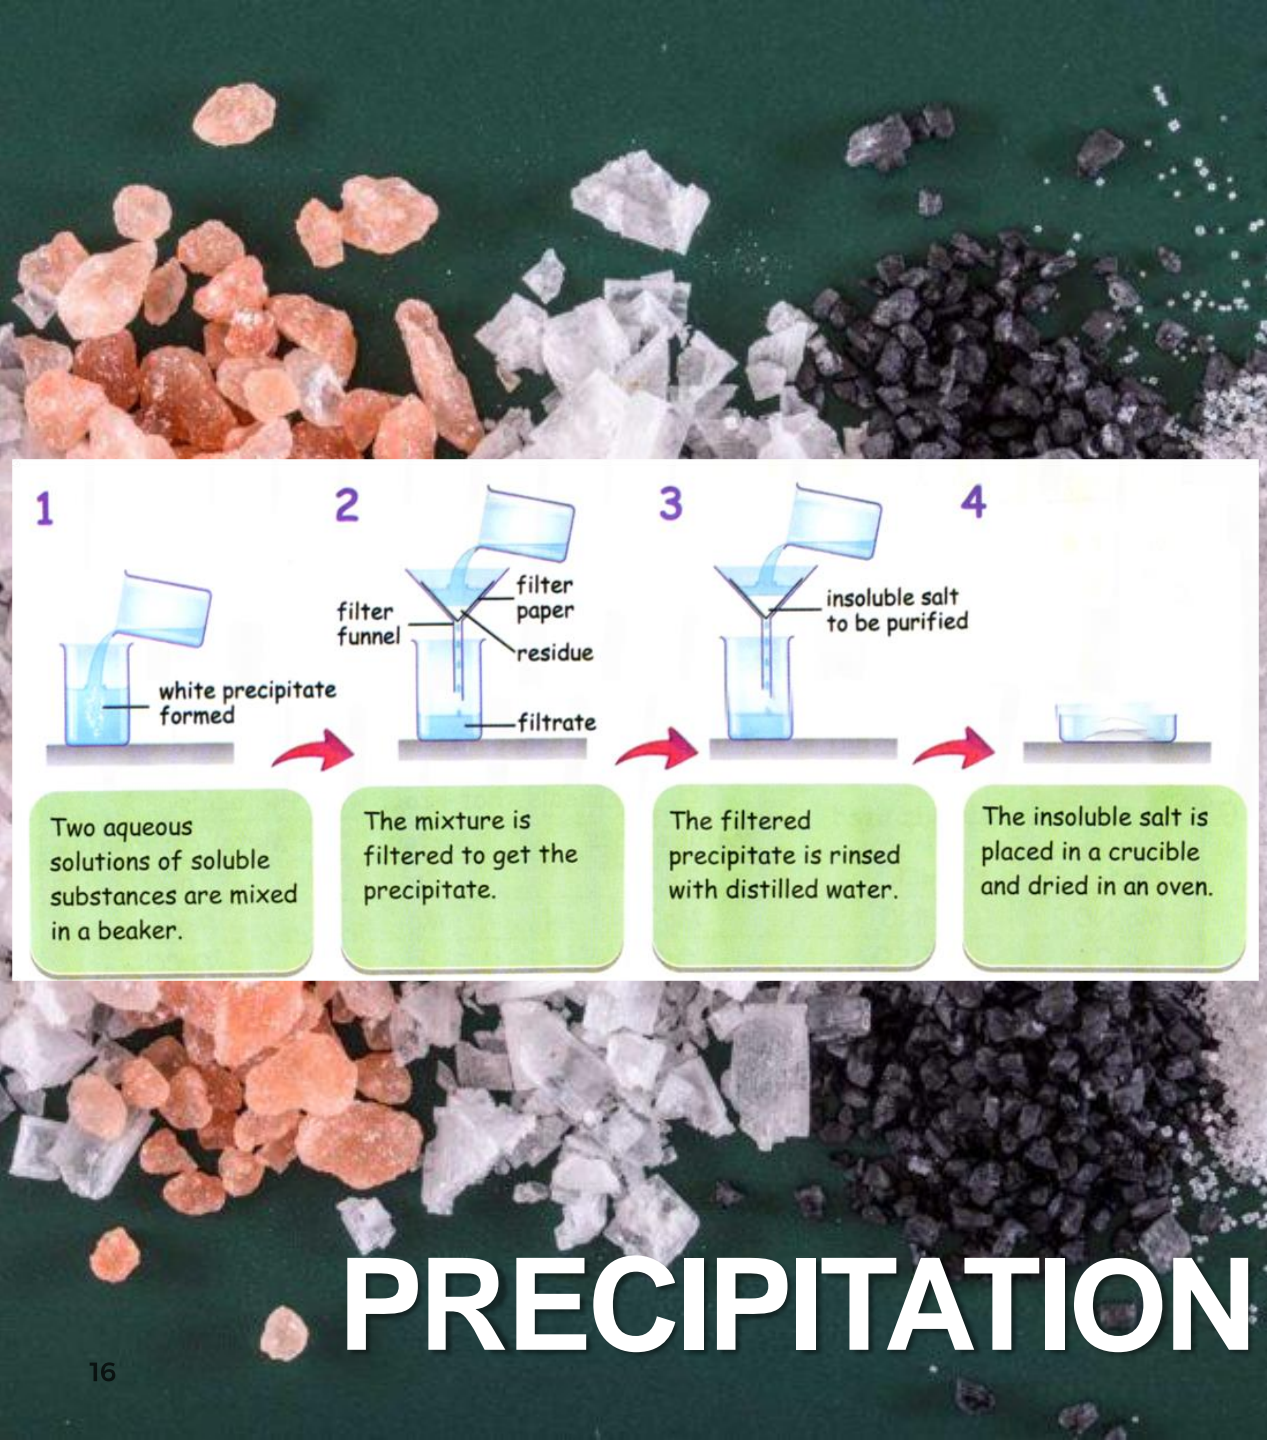 1
white precipitate
formed
Two aqueous
solutions of soluble
substances are mixed
in a beaker.
2
filter
funnel
filter
paper
residue
filtrate
The mixture is
filtered to get the
precipitate.
3
insoluble salt
to be purified
The filtered
precipitate is rinsed
with distilled water.
4
The insoluble salt is
placed in a crucible
and dried in an oven.
PRECIPITATION
16